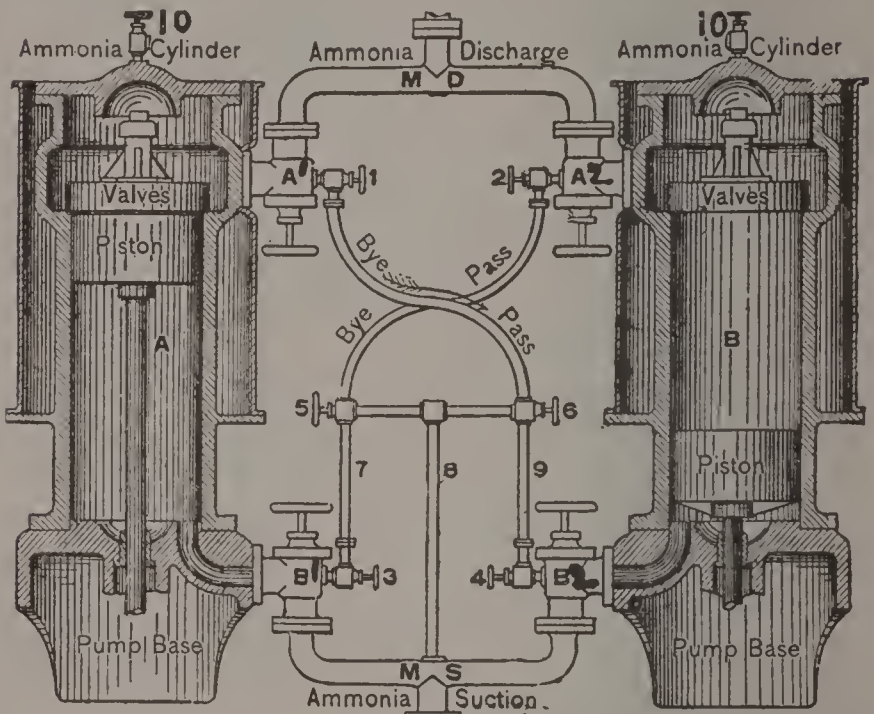 10 10
Ammonia Cylinder Ammonia Discharge Ammonia Cylinder
M D
A1 1 2 A2
Valves Valves
Piston
Bye Pass
Bye Pass
A B
5 6
7 8 9
Piston
B1 3 4 B2
Pump Base Pump Base
M S
Ammonia Suction